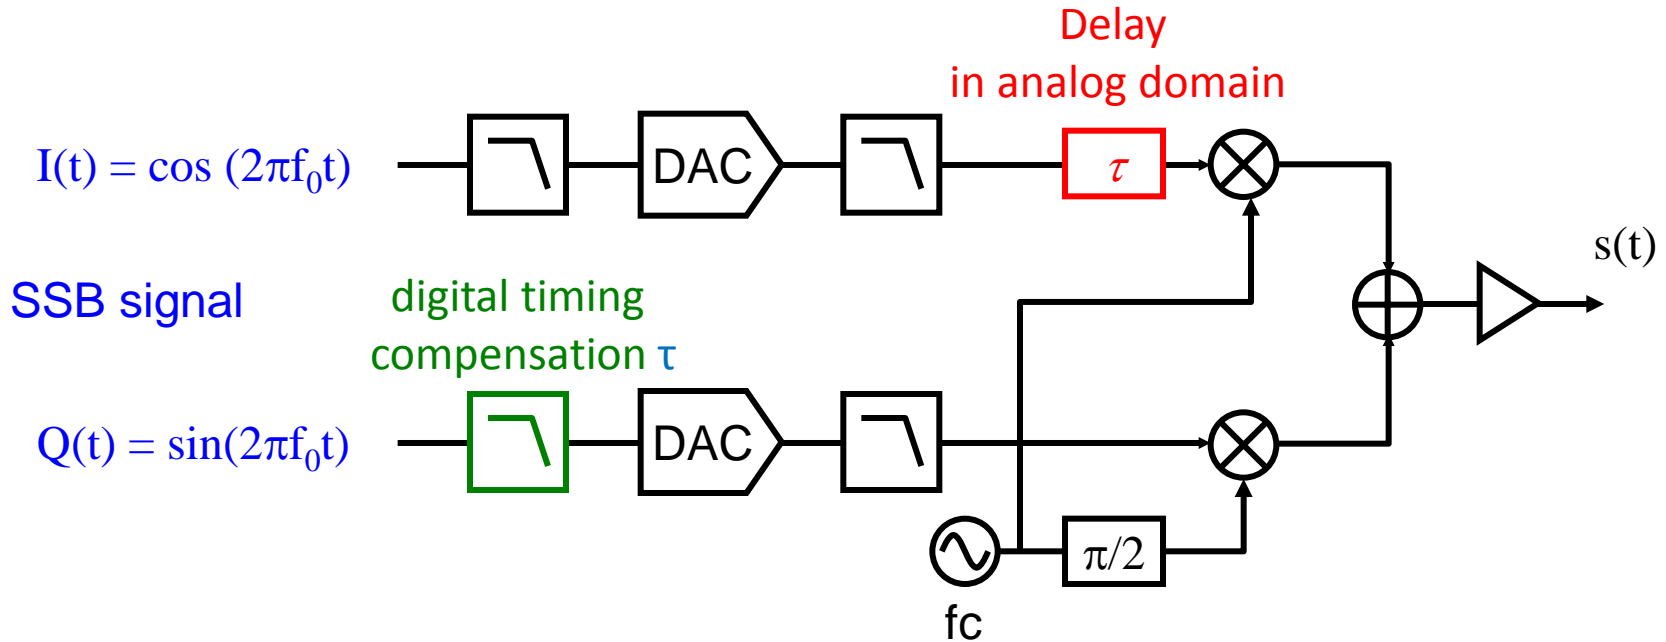 Delay
in analog domain
I(t) = cos (2πf₀t)
DAC
τ
s(t)
SSB signal
digital timing
compensation τ
Q(t) = sin(2πf₀t)
DAC
π/2
fc